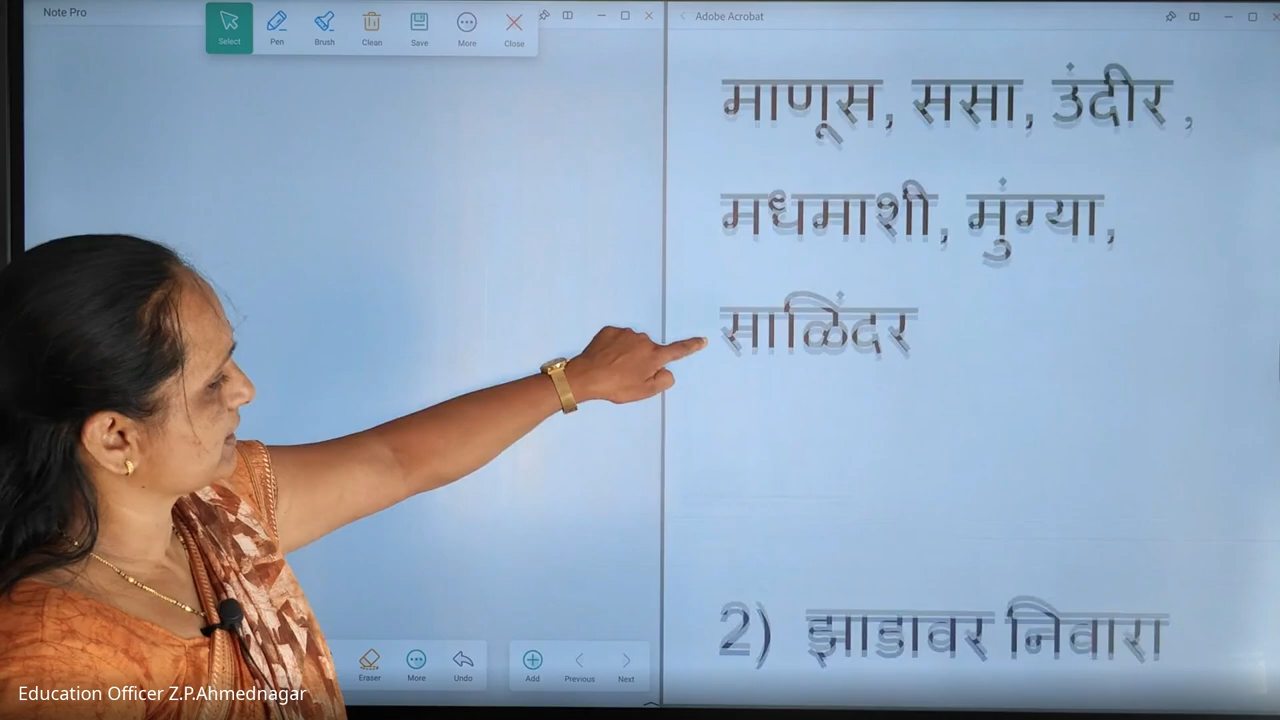 Note Pro
Select Pen Brush Clean Save More Close
Adobe Acrobat
माणूस, ससा, उंदीर ,
मधमाशी, मुंग्या,
साळिंदर
2) झाडावर निवारा
Eraser More Undo Add Previous Next
Education Officer Z.P.Ahmednagar